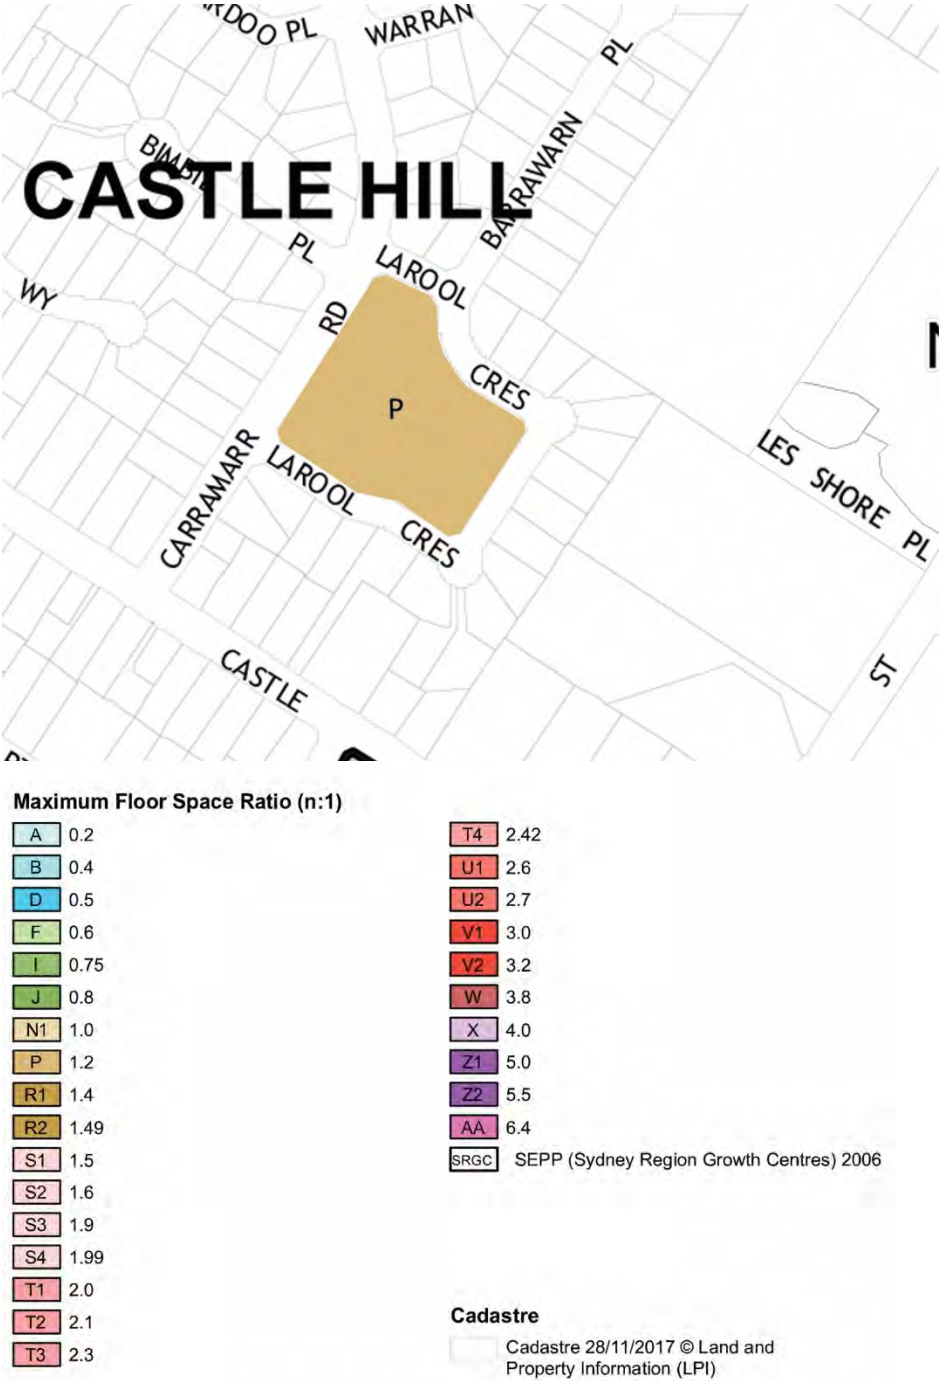 RDOO PL
WARRAN
PL
BARRAWARN
CASTLE HILL
PL
LAROOL
WY
RD
CRES
P
LAROOL
CRES
CARRAMARR
LES SHORE PL
CASTLE
ST
Maximum Floor Space Ratio (n:1)
A 0.2
B 0.4
D 0.5
F 0.6
I 0.75
J 0.8
N1 1.0
P 1.2
R1 1.4
R2 1.49
S1 1.5
S2 1.6
S3 1.9
S4 1.99
T1 2.0
T2 2.1
T3 2.3
T4 2.42
U1 2.6
U2 2.7
V1 3.0
V2 3.2
W 3.8
X 4.0
Z1 5.0
Z2 5.5
AA 6.4
SRGC SEPP (Sydney Region Growth Centres) 2006
Cadastre
Cadastre 28/11/2017 © Land and
Property Information (LPI)